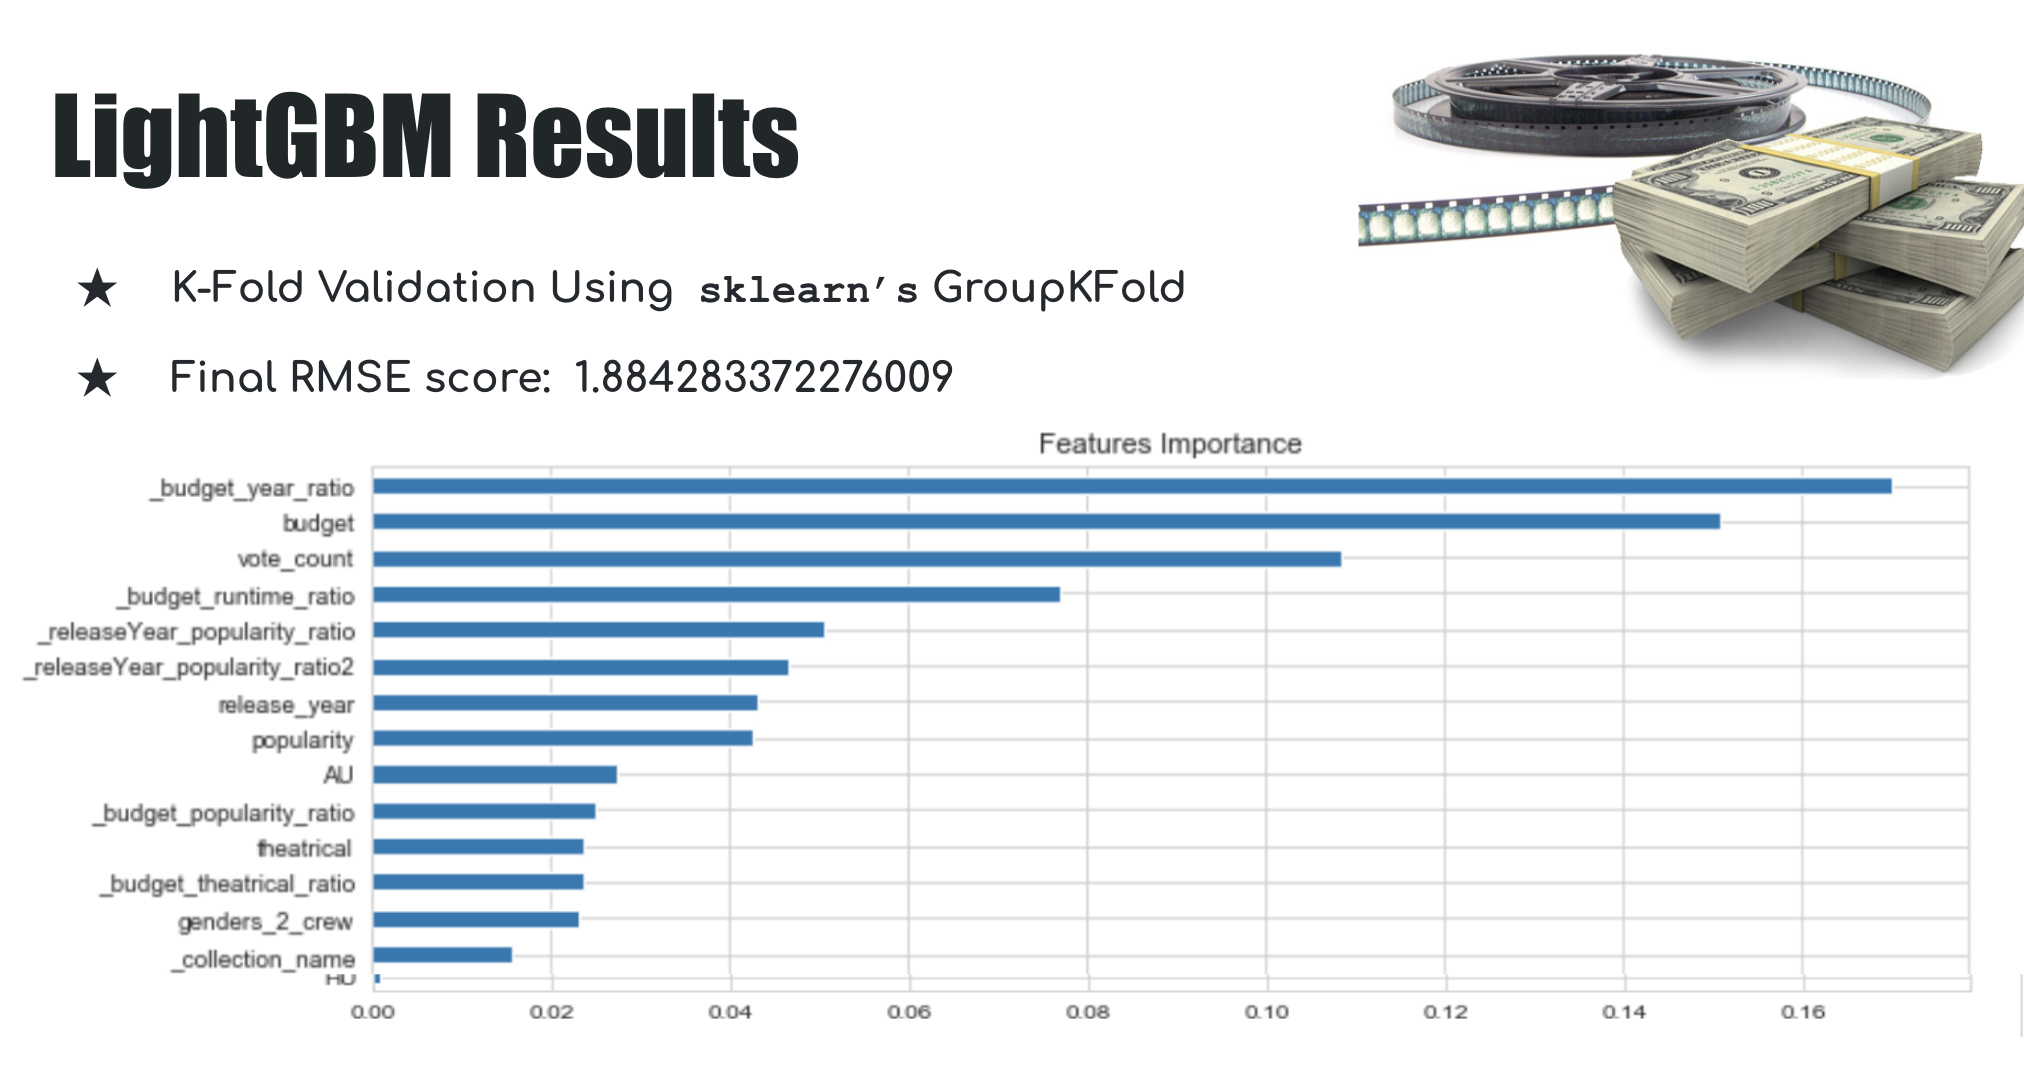 LightGBM Results
★ K-Fold Validation Using sklearn’s GroupKFold
★ Final RMSE score: 1.884283372276009
Features Importance
_budget_year_ratio
budget
vote_count
_budget_runtime_ratio
_releaseYear_popularity_ratio
_releaseYear_popularity_ratio2
release_year
popularity
AU
_budget_popularity_ratio
theatrical
_budget_theatrical_ratio
genders_2_crew
_collection_name
0.00 0.02 0.04 0.06 0.08 0.10 0.12 0.14 0.16